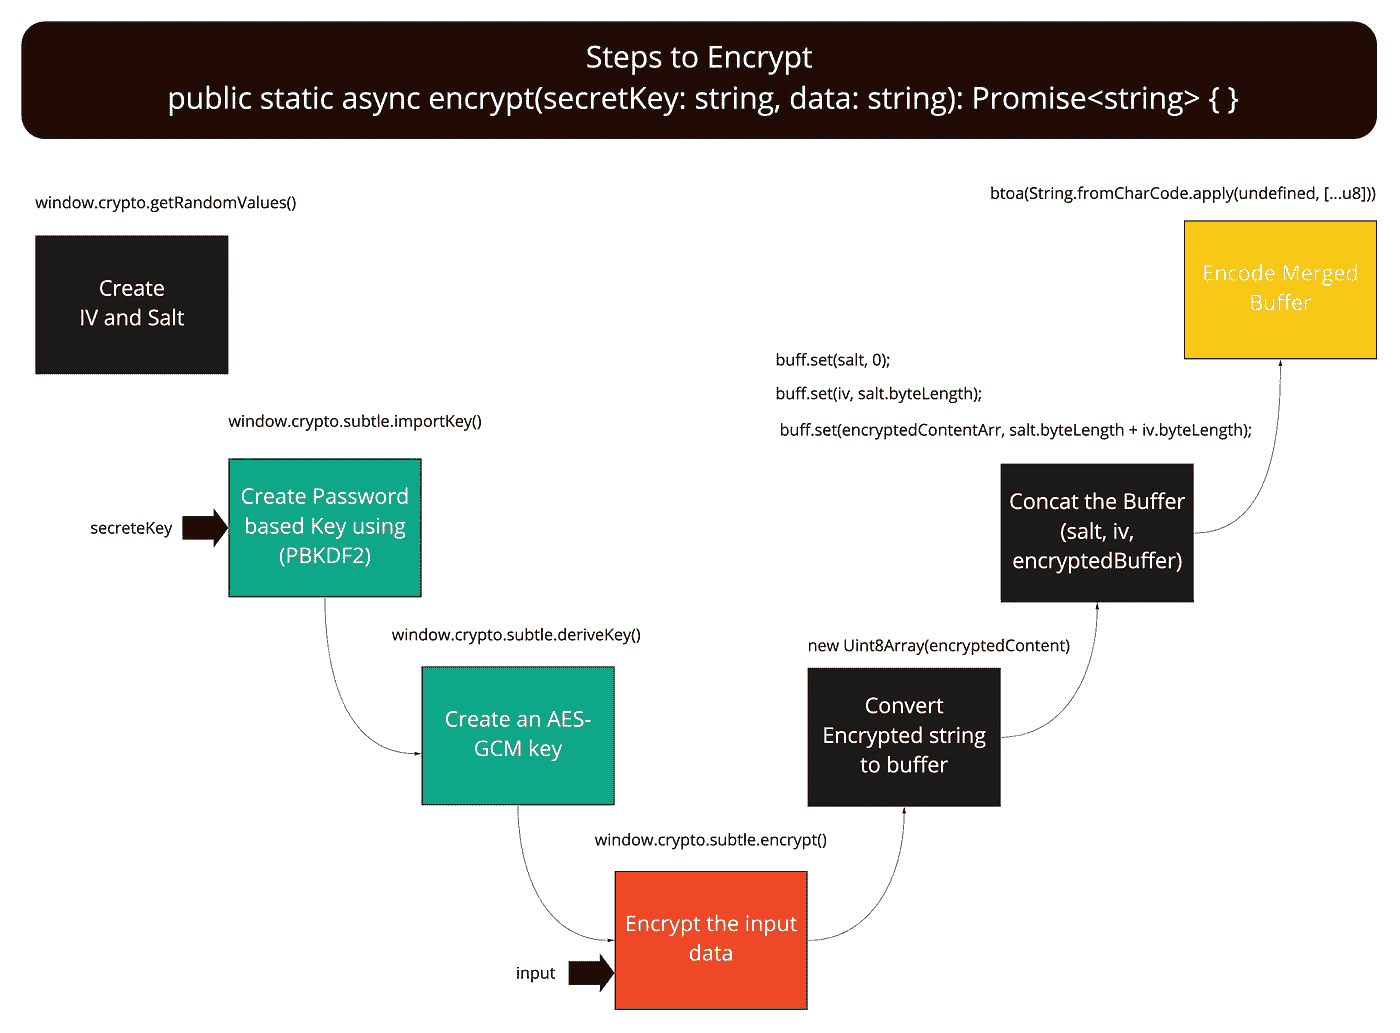 Steps to Encrypt
public static async encrypt(secretKey: string, data: string): Promise<string> { }
window.crypto.getRandomValues()
Create
IV and Salt
window.crypto.subtle.importKey()
secreteKey
Create Password
based Key using
(PBKDF2)
window.crypto.subtle.deriveKey()
Create an AES-
GCM key
window.crypto.subtle.encrypt()
input
Encrypt the input
data
new Uint8Array(encryptedContent)
Convert
Encrypted string
to buffer
buff.set(salt, 0);
buff.set(iv, salt.byteLength);
buff.set(encryptedContentArr, salt.byteLength + iv.byteLength);
Concat the Buffer
(salt, iv,
encryptedBuffer)
btoa(String.fromCharCode.apply(undefined, [...u8]))
Encode Merged
Buffer